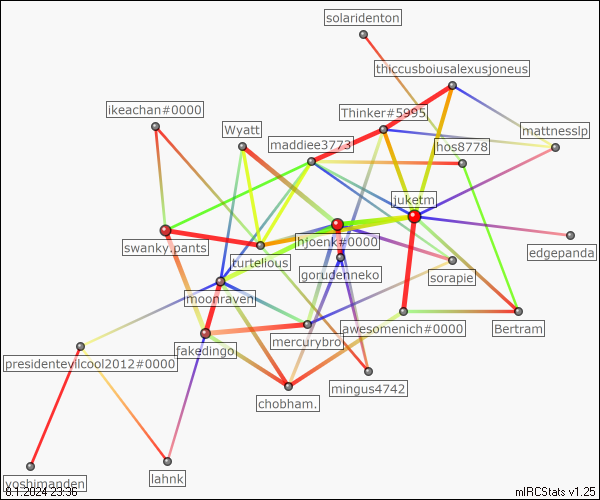 solaridenton
thiccusboiusalexusjoneus
ikeachan#0000
Thinker#5995
Wyatt
mattnesslp
maddiee3773
hos8778
juketm
swanky.pants
hjoenk#0000
edgepanda
turtelious
gorudenneko
sorapie
moonraven
awesomenich#0000
Bertram
mercurybro
fakedingo
presidentevilcool2012#0000
mingus4742
chobham.
yoshimanden
lahnk
8.1.2024 23:36
mIRCStats v1.25